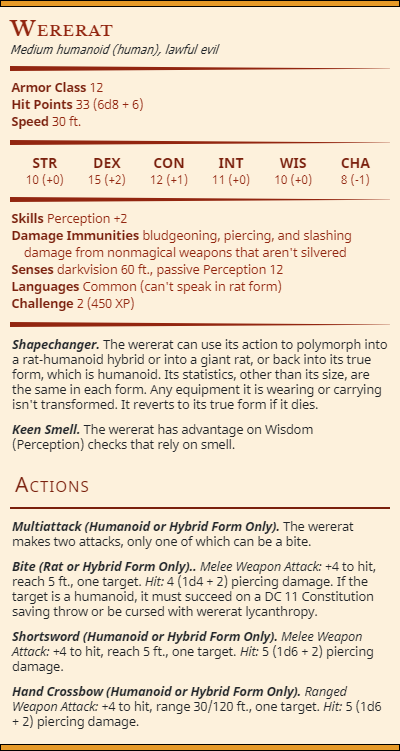 Wererat
Medium humanoid (human), lawful evil
Armor Class 12
Hit Points 33 (6d8 + 6)
Speed 30 ft.
STR DEX CON INT WIS CHA
10 (+0) 15 (+2) 12 (+1) 11 (+0) 10 (+0) 8 (-1)
Skills Perception +2
Damage Immunities bludgeoning, piercing, and slashing
damage from nonmagical weapons that aren't silvered
Senses darkvision 60 ft., passive Perception 12
Languages Common (can't speak in rat form)
Challenge 2 (450 XP)
Shapechanger. The wererat can use its action to polymorph into
a rat-humanoid hybrid or into a giant rat, or back into its true
form, which is humanoid. Its statistics, other than its size, are
the same in each form. Any equipment it is wearing or carrying
isn't transformed. It reverts to its true form if it dies.
Keen Smell. The wererat has advantage on Wisdom
(Perception) checks that rely on smell.
Actions
Multiattack (Humanoid or Hybrid Form Only). The wererat
makes two attacks, only one of which can be a bite.
Bite (Rat or Hybrid Form Only).. Melee Weapon Attack: +4 to hit,
reach 5 ft., one target. Hit: 4 (1d4 + 2) piercing damage. If the
target is a humanoid, it must succeed on a DC 11 Constitution
saving throw or be cursed with wererat lycanthropy.
Shortsword (Humanoid or Hybrid Form Only). Melee Weapon
Attack: +4 to hit, reach 5 ft., one target. Hit: 5 (1d6 + 2) piercing
damage.
Hand Crossbow (Humanoid or Hybrid Form Only). Ranged
Weapon Attack: +4 to hit, range 30/120 ft., one target. Hit: 5 (1d6
+ 2) piercing damage.